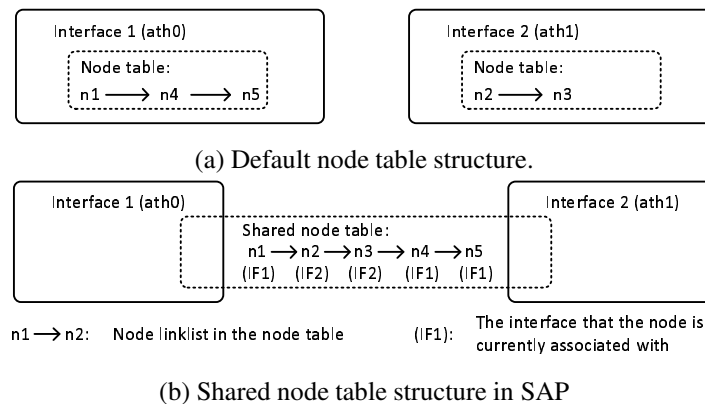 Interface 1 (ath0)
Node table:
n1 → n4 → n5
Interface 2 (ath1)
Node table:
n2 → n3
(a) Default node table structure.
Interface 1 (ath0)
Interface 2 (ath1)
Shared node table:
n1 → n2 → n3 → n4 → n5
(IF1) (IF2) (IF2) (IF1) (IF1)
n1 → n2: Node linklist in the node table
(IF1): The interface that the node is
currently associated with
(b) Shared node table structure in SAP